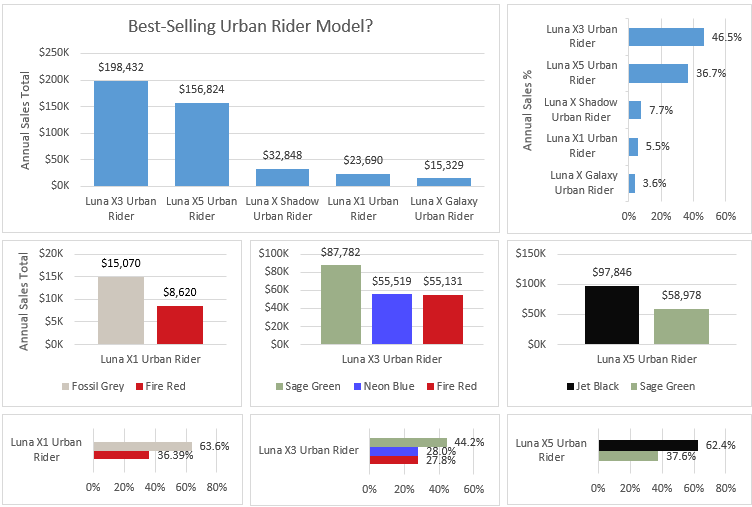 Best-Selling Urban Rider Model?
Annual Sales Total
$250K
$200K
$150K
$100K
$50K
$0K
$198,432
$156,824
$32,848
$23,690
$15,329
Luna X3 Urban
Rider
Luna X5 Urban
Rider
Luna X Shadow
Urban Rider
Luna X1 Urban
Rider
Luna X Galaxy
Urban Rider
Annual Sales %
Luna X3 Urban
Rider
46.5%
Luna X5 Urban
Rider
36.7%
Luna X Shadow
Urban Rider
7.7%
Luna X1 Urban
Rider
5.5%
Luna X Galaxy
Urban Rider
3.6%
0% 20% 40% 60%
Annual Sales Total
$20K
$15K
$10K
$5K
$0K
$15,070
$8,620
Luna X1 Urban Rider
Fossil Grey Fire Red
$100K
$80K
$60K
$40K
$20K
$0K
$87,782
$55,519
$55,131
Luna X3 Urban Rider
Sage Green Neon Blue Fire Red
$150K
$100K
$50K
$0K
$97,846
$58,978
Luna X5 Urban Rider
Jet Black Sage Green
Luna X1 Urban
Rider
63.6%
36.39%
0% 20% 40% 60% 80%
Luna X3 Urban Rider
44.2%
28.0%
27.8%
0% 20% 40% 60%
Luna X5 Urban
Rider
62.4%
37.6%
0% 20% 40% 60% 80%